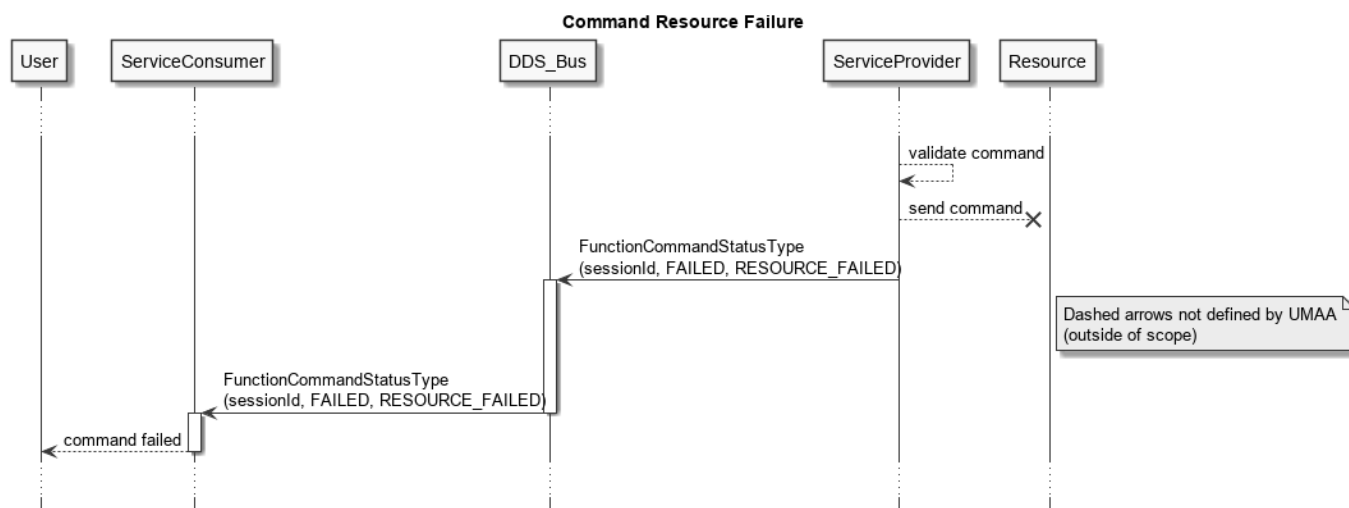 Command Resource Failure
User
ServiceConsumer
DDS_Bus
ServiceProvider
Resource
validate command
send command
FunctionCommandStatusType
(sessionId, FAILED, RESOURCE_FAILED)
Dashed arrows not defined by UMAA
(outside of scope)
FunctionCommandStatusType
(sessionId, FAILED, RESOURCE_FAILED)
command failed